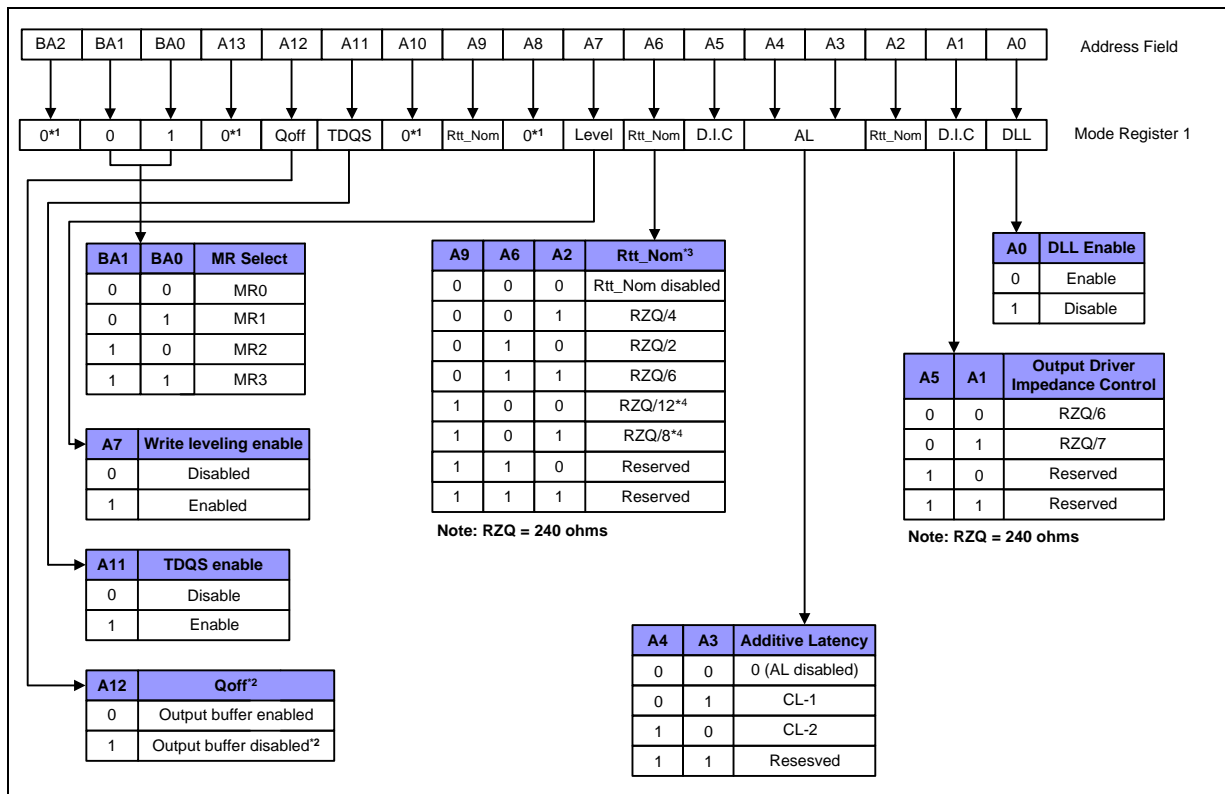 BA2 BA1 BA0 A13 A12 A11 A10 A9 A8 A7 A6 A5 A4 A3 A2 A1 A0 Address Field
0*1 0 1 0*1 Qoff TDQS 0*1 Rtt_Nom 0*1 Level Rtt_Nom D.I.C AL Rtt_Nom D.I.C DLL Mode Register 1
BA1 BA0 MR Select
0 0 MR0
0 1 MR1
1 0 MR2
1 1 MR3
A9 A6 A2 Rtt_Nom*3
0 0 0 Rtt_Nom disabled
0 0 1 RZQ/4
0 1 0 RZQ/2
0 1 1 RZQ/6
1 0 0 RZQ/12*4
1 0 1 RZQ/8*4
1 1 0 Reserved
1 1 1 Reserved
Note: RZQ = 240 ohms
A0 DLL Enable
0 Enable
1 Disable
A5 A1 Output Driver
Impedance Control
0 0 RZQ/6
0 1 RZQ/7
1 0 Reserved
1 1 Reserved
Note: RZQ = 240 ohms
A7 Write leveling enable
0 Disabled
1 Enabled
A11 TDQS enable
0 Disable
1 Enable
A12 Qoff*2
0 Output buffer enabled
1 Output buffer disabled*2
A4 A3 Additive Latency
0 0 0 (AL disabled)
0 1 CL-1
1 0 CL-2
1 1 Resesved